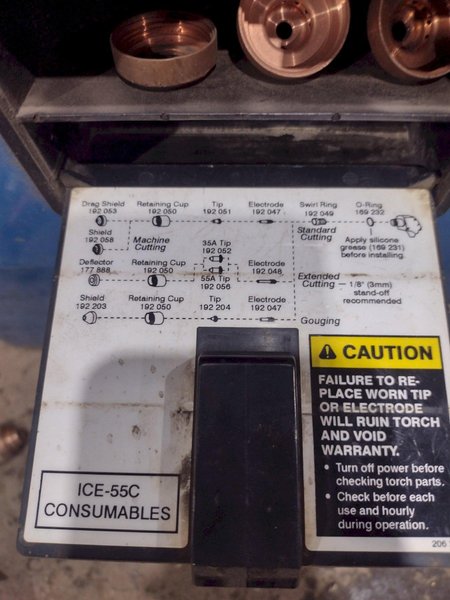 Drag Shield Retaining Cup Tip Electrode Swirl Ring O-Ring
192 053 192 050 192 051 192 047 192 049 169 232
Shield
192 058
Machine
Cutting
35A Tip
192 052
Standard
Cutting
Apply silicone
grease (169 231)
before installing.
Deflector Retaining Cup
177 888 192 050
55A Tip
192 056
Electrode
192 048
Extended
Cutting
1/8" (3mm)
stand-off
recommended
Shield Retaining Cup Tip Electrode
192 203 192 050 192 204 192 047
Gouging
CAUTION
FAILURE TO RE-
PLACE WORN TIP
OR ELECTRODE
WILL RUIN TORCH
AND VOID
WARRANTY.
• Turn off power before
checking torch parts.
• Check before each
use and hourly
during operation.
206
ICE-55C
CONSUMABLES